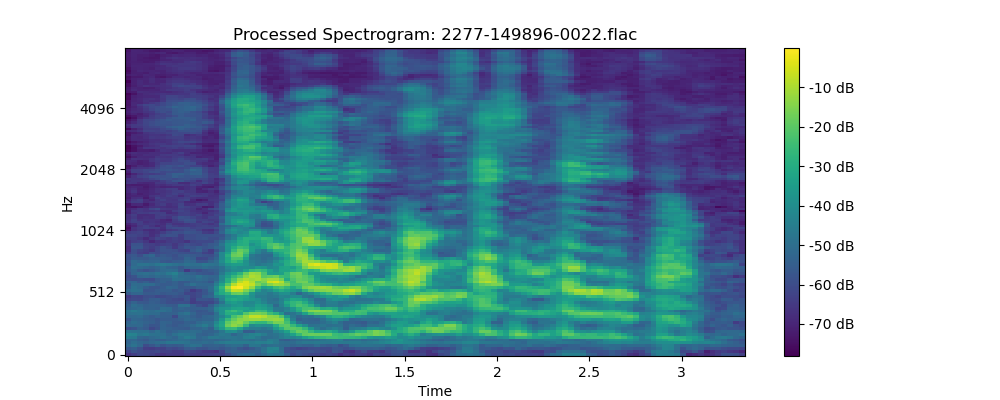 Processed Spectrogram: 2277-149896-0022.flac
Hz
4096
2048
1024
512
0
0 0.5 1 1.5 2 2.5 3
Time
-10 dB
-20 dB
-30 dB
-40 dB
-50 dB
-60 dB
-70 dB